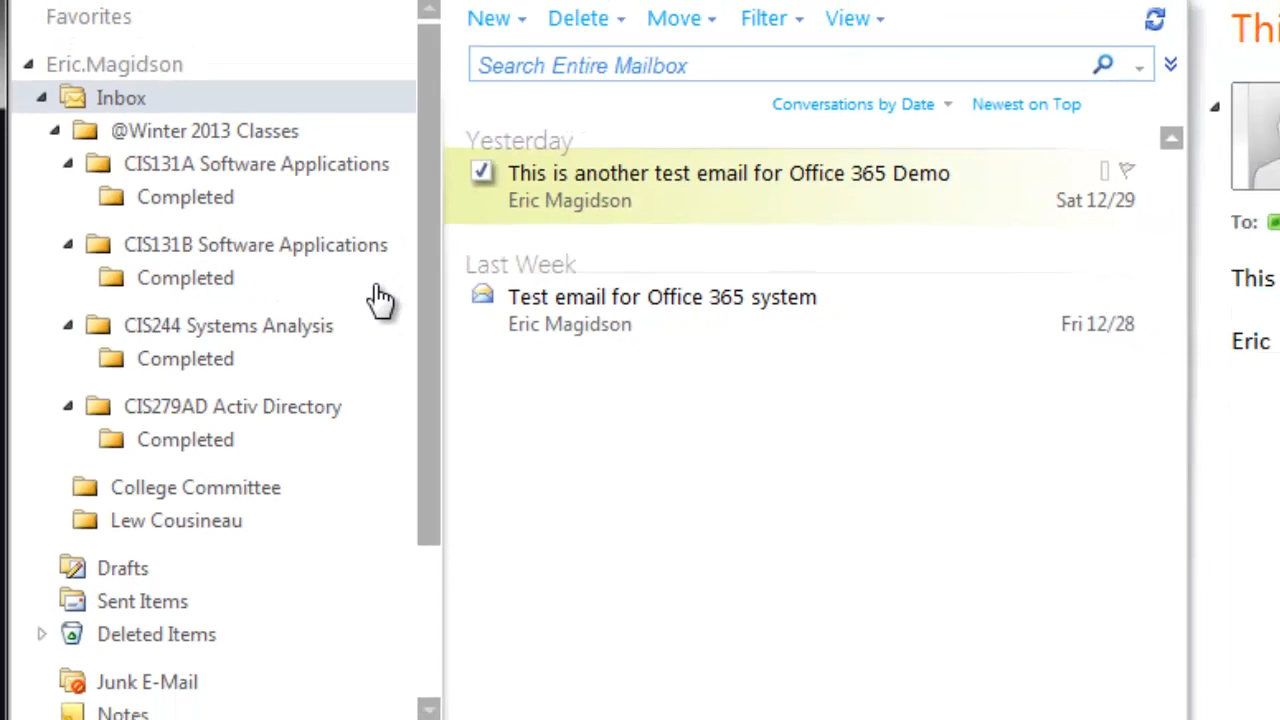 Favorites
Eric.Magidson
Inbox
@Winter 2013 Classes
CIS131A Software Applications
Completed
CIS131B Software Applications
Completed
CIS244 Systems Analysis
Completed
CIS279AD Activ Directory
Completed
College Committee
Lew Cousineau
Drafts
Sent Items
Deleted Items
Junk E-Mail
Notes
New Delete Move Filter View
Search Entire Mailbox
Conversations by Date Newest on Top
Yesterday
This is another test email for Office 365 Demo
Eric Magidson Sat 12/29
Last Week
Test email for Office 365 system
Eric Magidson Fri 12/28
Thi
To:
This
Eric